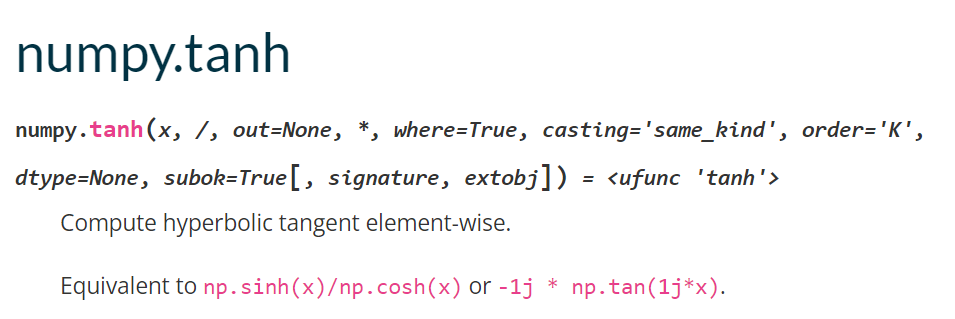 numpy.tanh
numpy.tanh(x, /, out=None, *, where=True, casting='same_kind', order='K',
dtype=None, subok=True[, signature, extobj]) = <ufunc 'tanh'>
Compute hyperbolic tangent element-wise.
Equivalent to np.sinh(x)/np.cosh(x) or -1j * np.tan(1j*x).